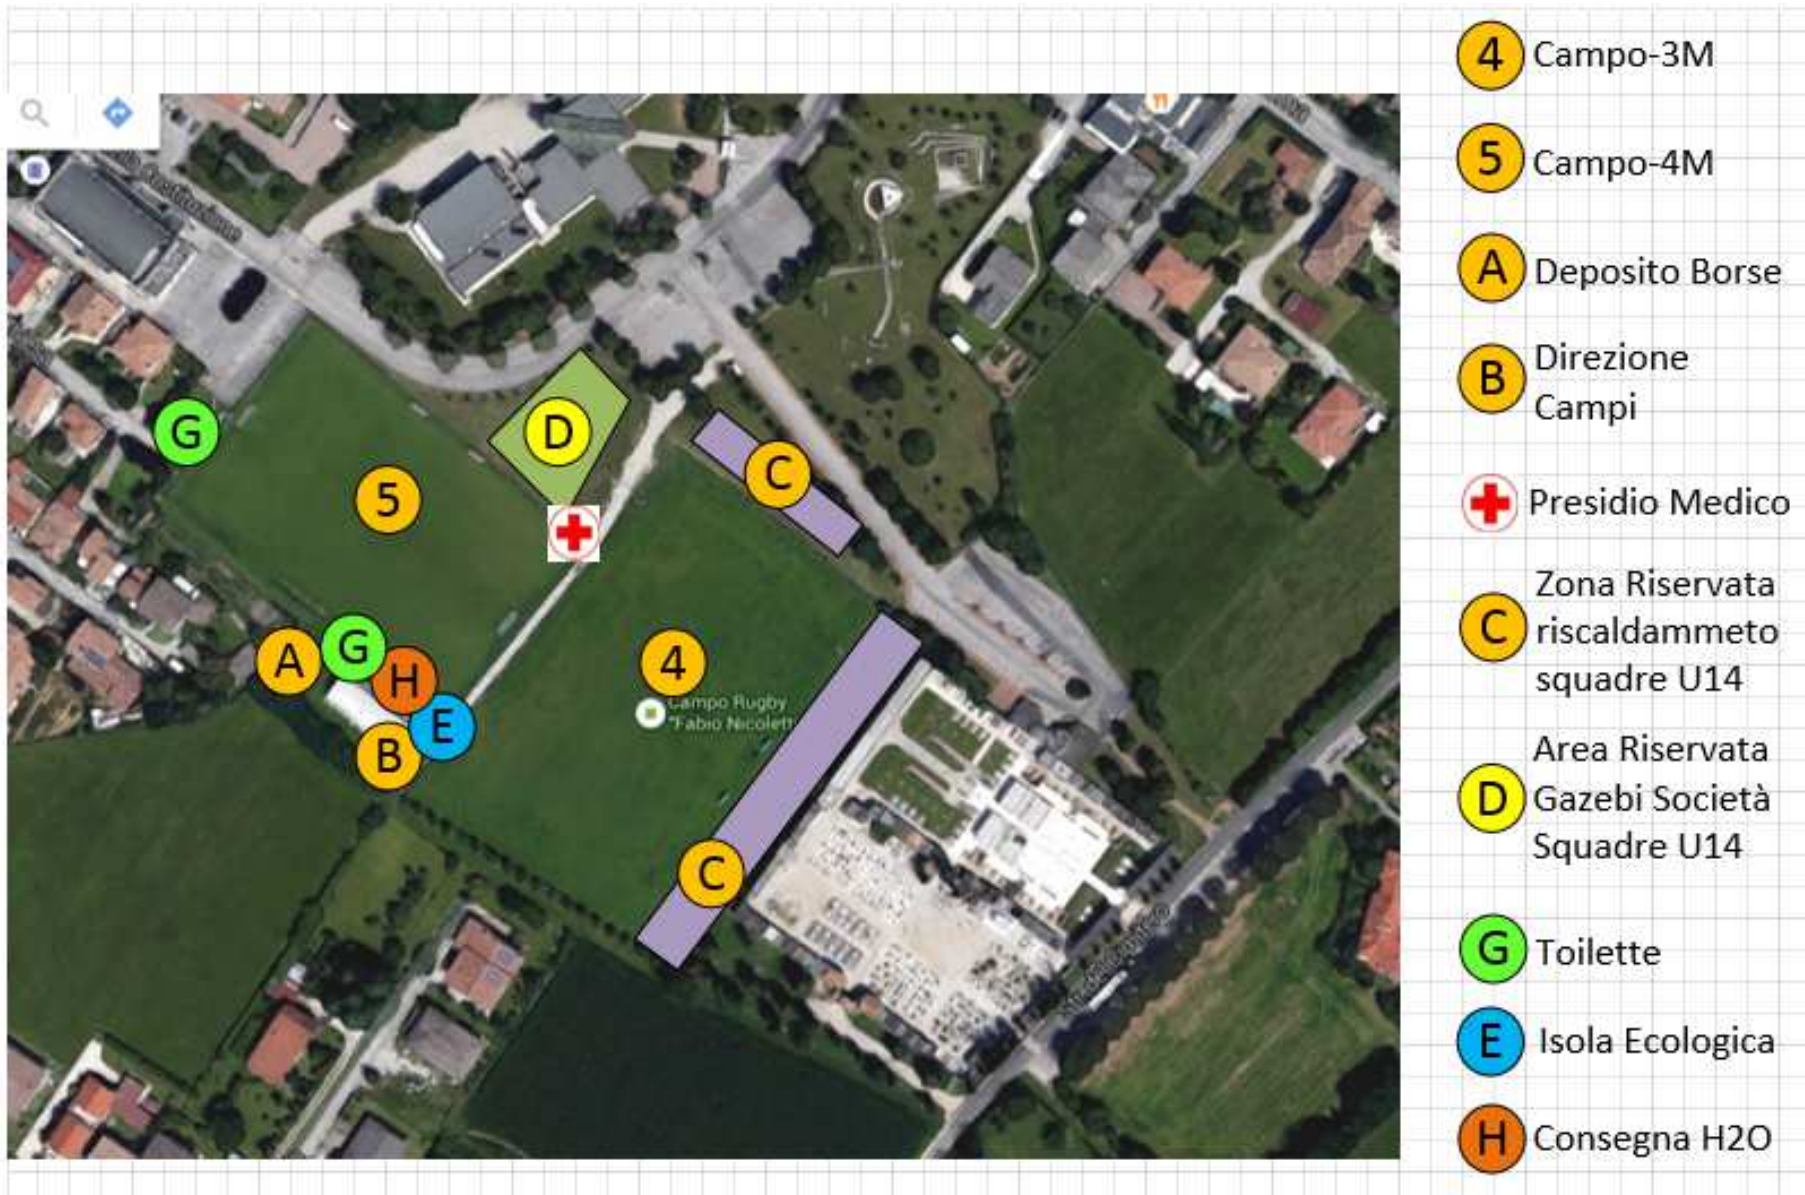 4 Campo-3M
5 Campo-4M
A Deposito Borse
B Direzione
Campi
Presidio Medico
C Zona Riservata
riscaldammeto
squadre U14
D Area Riservata
Gazebi Società
Squadre U14
G Toilette
E Isola Ecologica
H Consegna H2O
G
D
C
5
A
G
H
4
E
B
Campo Rugby
"Fabio Nicolett
C